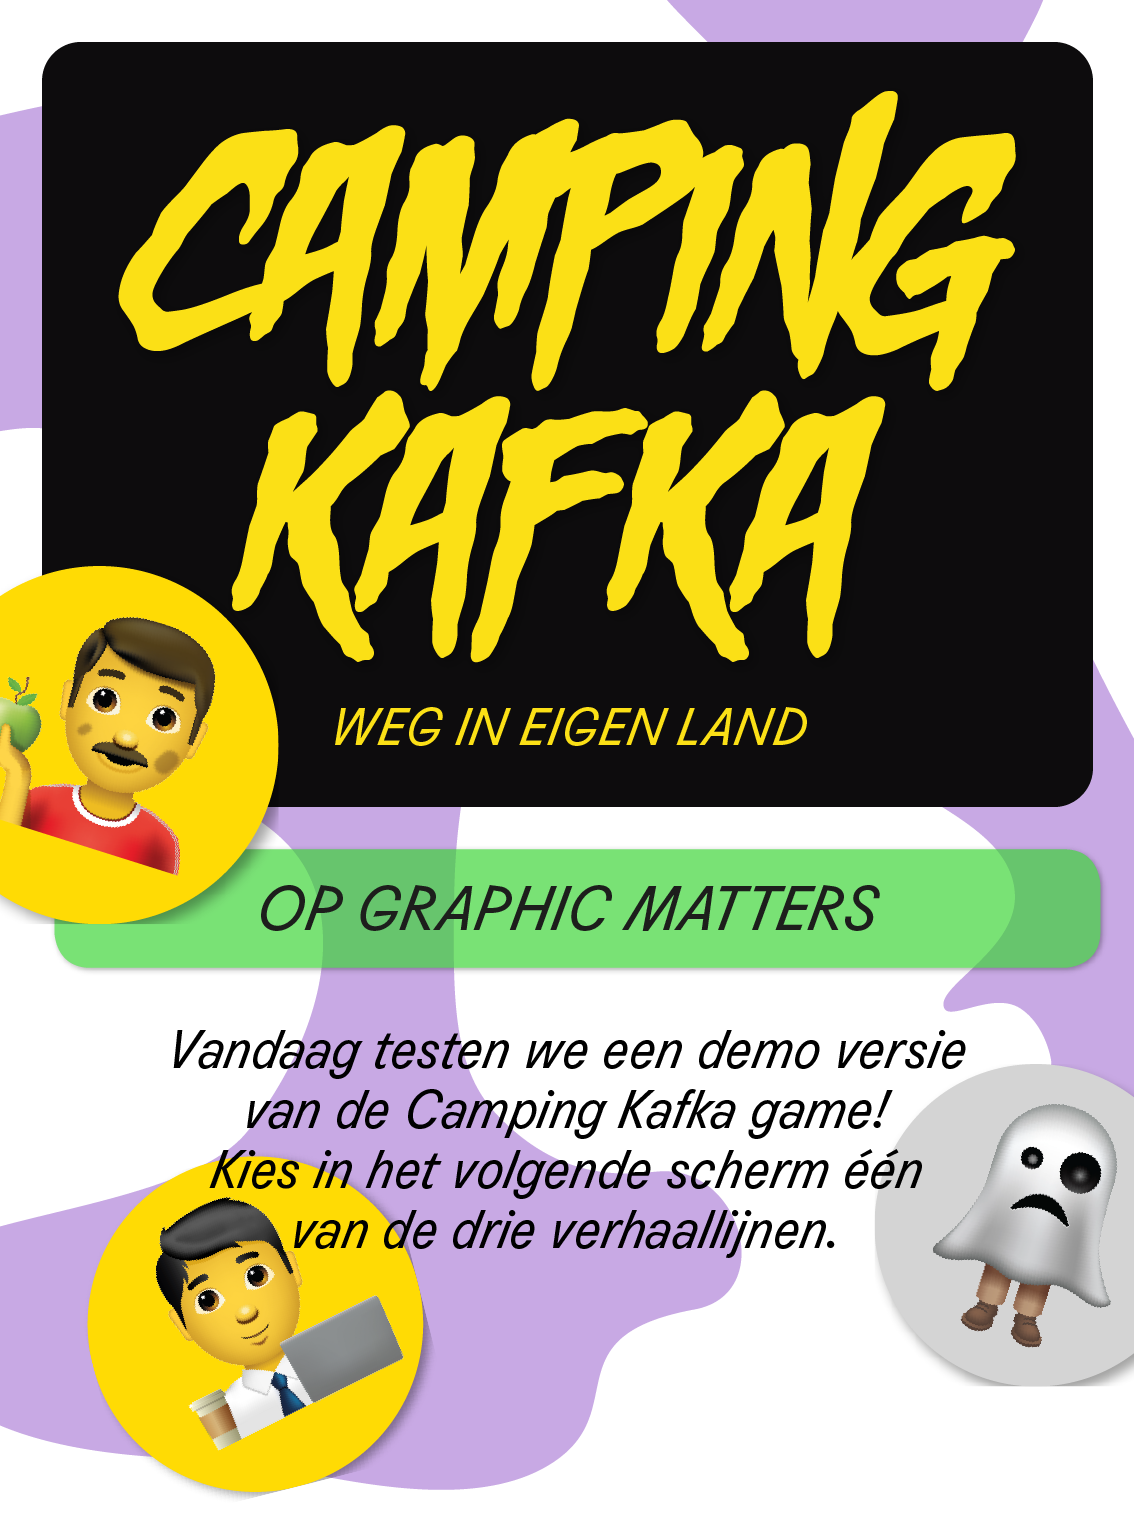 CAMPING
KAFKA
WEG IN EIGEN LAND
OP GRAPHIC MATTERS
Vandaag testen we een demo versie
van de Camping Kafka game!
Kies in het volgende scherm één
van de drie verhaallijnen.